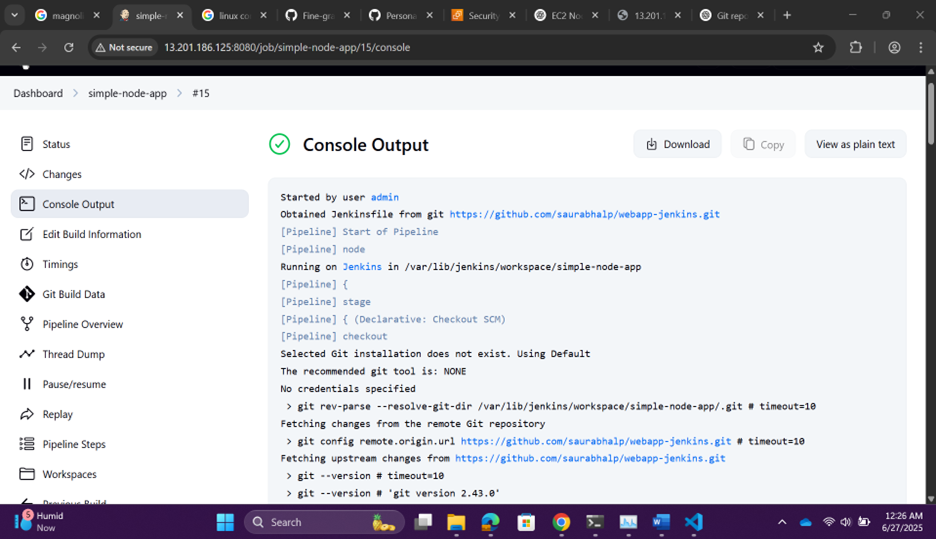 magnoli
simple-
linux co
Fine-gra
Persona
Security
EC2 No
13.201.
Git repo
Not secure
13.201.186.125:8080/job/simple-node-app/15/console
Dashboard > simple-node-app > #15
Status
Changes
Console Output
Edit Build Information
Timings
Git Build Data
Pipeline Overview
Thread Dump
Pause/resume
Replay
Pipeline Steps
Workspaces
Previous Build
Console Output
Download
Copy
View as plain text
Started by user admin
Obtained Jenkinsfile from git https://github.com/saurabhalp/webapp-jenkins.git
[Pipeline] Start of Pipeline
[Pipeline] node
Running on Jenkins in /var/lib/jenkins/workspace/simple-node-app
[Pipeline] {
[Pipeline] stage
[Pipeline] { (Declarative: Checkout SCM)
[Pipeline] checkout
Selected Git installation does not exist. Using Default
The recommended git tool is: NONE
No credentials specified
> git rev-parse --resolve-git-dir /var/lib/jenkins/workspace/simple-node-app/.git # timeout=10
Fetching changes from the remote Git repository
> git config remote.origin.url https://github.com/saurabhalp/webapp-jenkins.git # timeout=10
Fetching upstream changes from https://github.com/saurabhalp/webapp-jenkins.git
> git --version # timeout=10
> git --version # 'git version 2.43.0'
5
Humid
Now
Search
12:26 AM
6/27/2025